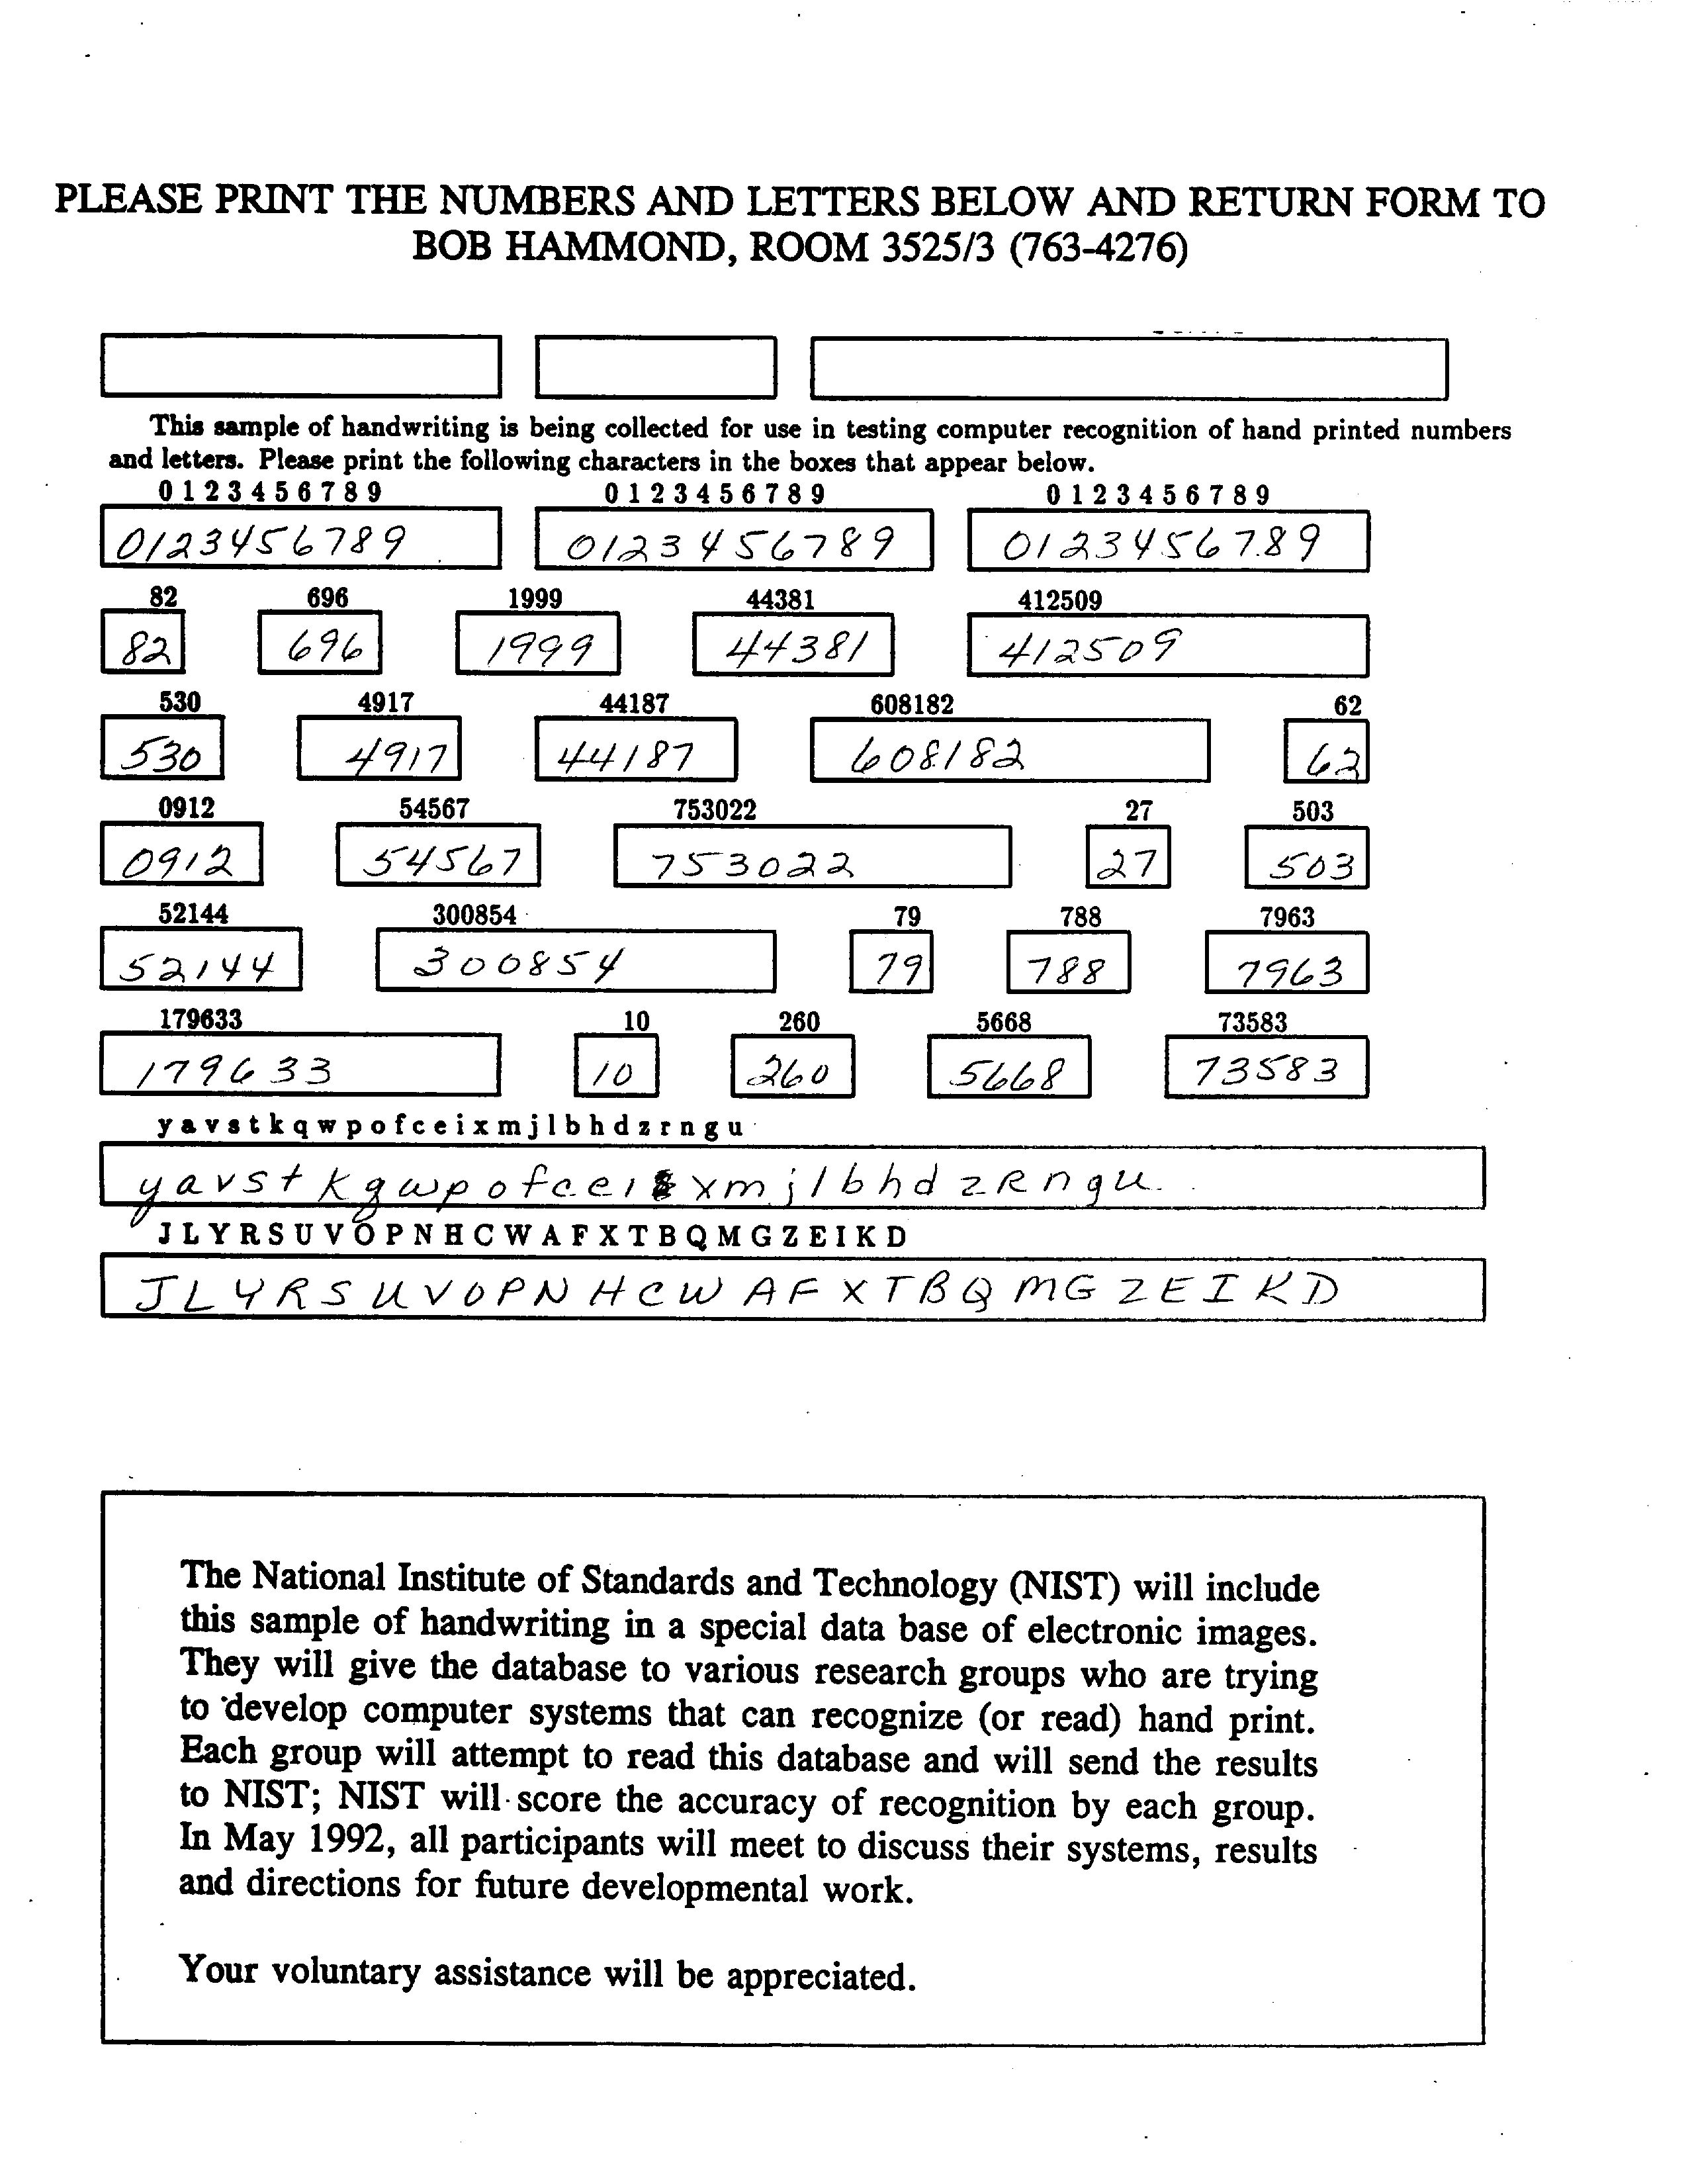 PLEASE PRINT THE NUMBERS AND LETTERS BELOW AND RETURN FORM TO
BOB HAMMOND, ROOM 3525/3 (763-4276)
This sample of handwriting is being collected for use in testing computer recognition of hand printed numbers
and letters. Please print the following characters in the boxes that appear below.
0 1 2 3 4 5 6 7 8 9 0 1 2 3 4 5 6 7 8 9 0 1 2 3 4 5 6 7 8 9
0123456789 0123456789 0123456789
82 696 1999 44381 412509
82 696 1999 44381 412509
530 4917 44187 608182 62
530 4917 44187 608182 62
0912 54567 753022 27 503
0912 54567 753022 27 503
52144 300854 79 788 7963
52144 300854 79 788 7963
179633 10 260 5668 73583
179633 10 260 5668 73583
y a v s t k q w p o f c e i x m j l b h d z r n g u
y a v s t k q w p o f c e i x m j l b h d z R n g u
J L Y R S U V O P N H C W A F X T B Q M G Z E I K D
J L Y R S U V O P N H C W A F X T B Q M G Z E I K D
The National Institute of Standards and Technology (NIST) will include
this sample of handwriting in a special data base of electronic images.
They will give the database to various research groups who are trying
to develop computer systems that can recognize (or read) hand print.
Each group will attempt to read this database and will send the results
to NIST; NIST will score the accuracy of recognition by each group.
In May 1992, all participants will meet to discuss their systems, results
and directions for future developmental work.
Your voluntary assistance will be appreciated.